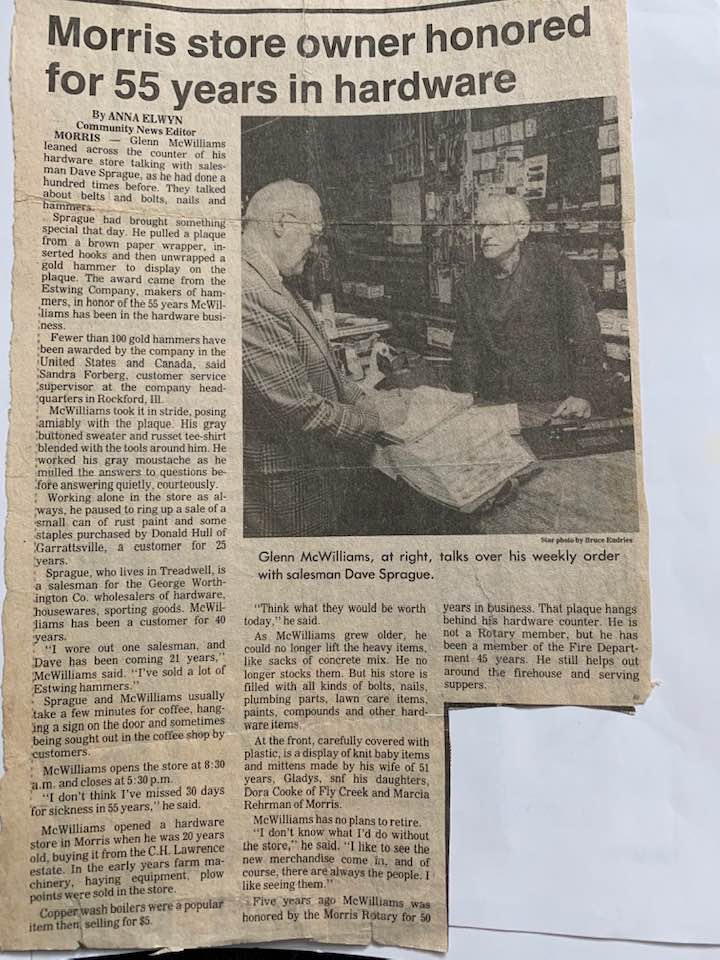 Morris store owner honored
for 55 years in hardware
By ANNA ELWYN
Community News Editor
MORRIS — Glenn McWilliams
leaned across the counter of his
hardware store talking with sales-
man Dave Sprague, as he had done a
hundred times before. They talked
about belts and bolts, nails and
hammers.
Sprague had brought something
special that day. He pulled a plaque
from a brown paper wrapper, in-
serted hooks and then unwrapped a
gold hammer to display on the
plaque. The award came from the
Estwing Company, makers of ham-
mers, in honor of the 55 years McWil-
liams has been in the hardware busi-
ness.
Fewer than 100 gold hammers have
been awarded by the company in the
United States and Canada, said
Sandra Forberg, customer service
supervisor at the company head-
quarters in Rockford, Ill.
McWilliams took it in stride, posing
amiably with the plaque. His gray
buttoned sweater and russet tee-shirt
blended with the tools around him. He
worked his gray moustache as he
mulled the answers to questions be-
fore answering quietly, courteously.
Working alone in the store as al-
ways, he paused to ring up a sale of a
small can of rust paint and some
staples purchased by Donald Hull of
Garrattsville, a customer for 25
years.
Sprague, who lives in Treadwell, is
a salesman for the George Worth-
ington Co. wholesalers of hardware,
housewares, sporting goods. McWil-
liams has been a customer for 40
years.
"I wore out one salesman, and
Dave has been coming 21 years,"
McWilliams said. "I've sold a lot of
Estwing hammers."
Sprague and McWilliams usually
take a few minutes for coffee, hang-
ing a sign on the door and sometimes
being sought out in the coffee shop by
customers.
McWilliams opens the store at 8:30
a.m. and closes at 5:30 p.m.
"I don't think I've missed 30 days
for sickness in 55 years," he said.
McWilliams opened a hardware
store in Morris when he was 20 years
old, buying it from the C.H. Lawrence
estate. In the early years farm ma-
chinery, haying equipment, plow
points were sold in the store.
Copper wash boilers were a popular
item then, selling for $5.
Star photo by Bruce Endries
Glenn McWilliams, at right, talks over his weekly order
with salesman Dave Sprague.
"Think what they would be worth
today," he said.
As McWilliams grew older, he
could no longer lift the heavy items,
like sacks of concrete mix. He no
longer stocks them. But his store is
filled with all kinds of bolts, nails,
plumbing parts, lawn care items,
paints, compounds and other hard-
ware items.
At the front, carefully covered with
plastic, is a display of knit baby items
and mittens made by his wife of 51
years, Gladys, snf his daughters,
Dora Cooke of Fly Creek and Marcia
Rehrman of Morris.
McWilliams has no plans to retire.
"I don't know what I'd do without
the store," he said. "I like to see the
new merchandise come in, and of
course, there are always the people. I
like seeing them."
Five years ago McWilliams was
honored by the Morris Rotary for 50
years in business. That plaque hangs
behind his hardware counter. He is
not a Rotary member, but he has
been a member of the Fire Depart-
ment 45 years. He still helps out
around the firehouse and serving
suppers.